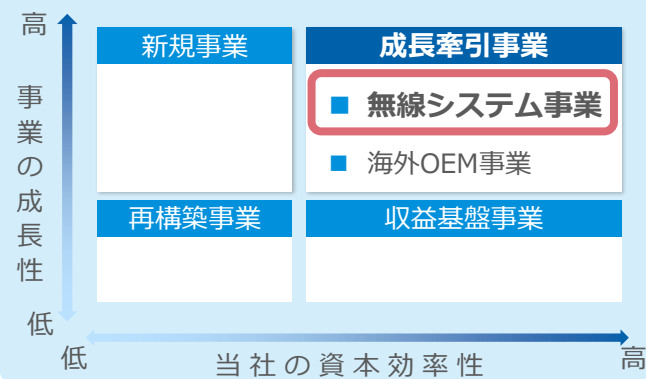 高
事業の成長性
低
新規事業
成長牽引事業
■ 無線システム事業
■ 海外OEM事業
再構築事業
収益基盤事業
低
当社の資本効率性
高